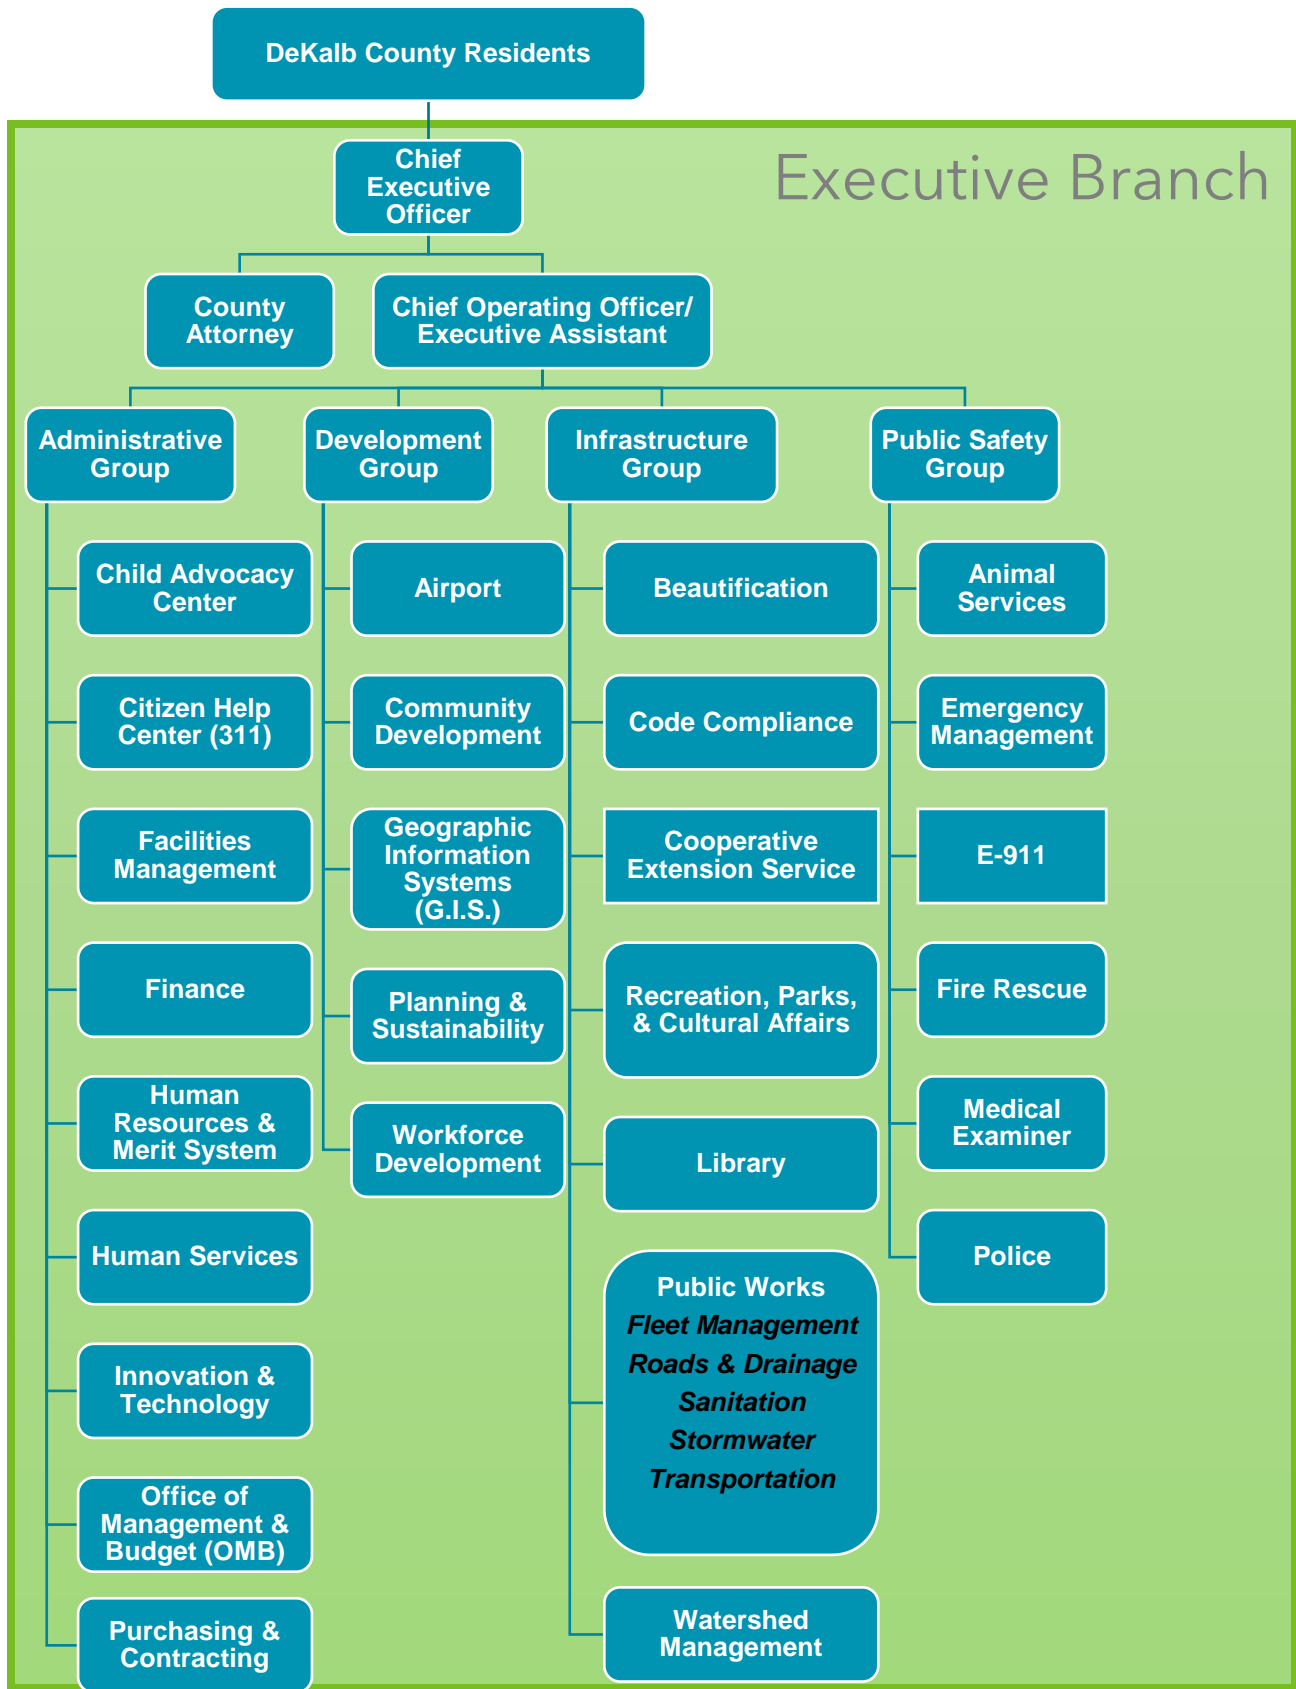 DeKalb County Residents
Executive Branch
Chief
Executive
Officer
County
Attorney
Chief Operating Officer/
Executive Assistant
Administrative
Group
Child Advocacy
Center
Citizen Help
Center (311)
Facilities
Management
Finance
Human
Resources &
Merit System
Human Services
Innovation &
Technology
Office of
Management &
Budget (OMB)
Purchasing &
Contracting
Development
Group
Airport
Community
Development
Geographic
Information
Systems
(G.I.S.)
Planning &
Sustainability
Workforce
Development
Infrastructure
Group
Beautification
Code Compliance
Cooperative
Extension Service
Recreation, Parks,
& Cultural Affairs
Library
Public Works
Fleet Management
Roads & Drainage
Sanitation
Stormwater
Transportation
Watershed
Management
Public Safety
Group
Animal
Services
Emergency
Management
E-911
Fire Rescue
Medical
Examiner
Police